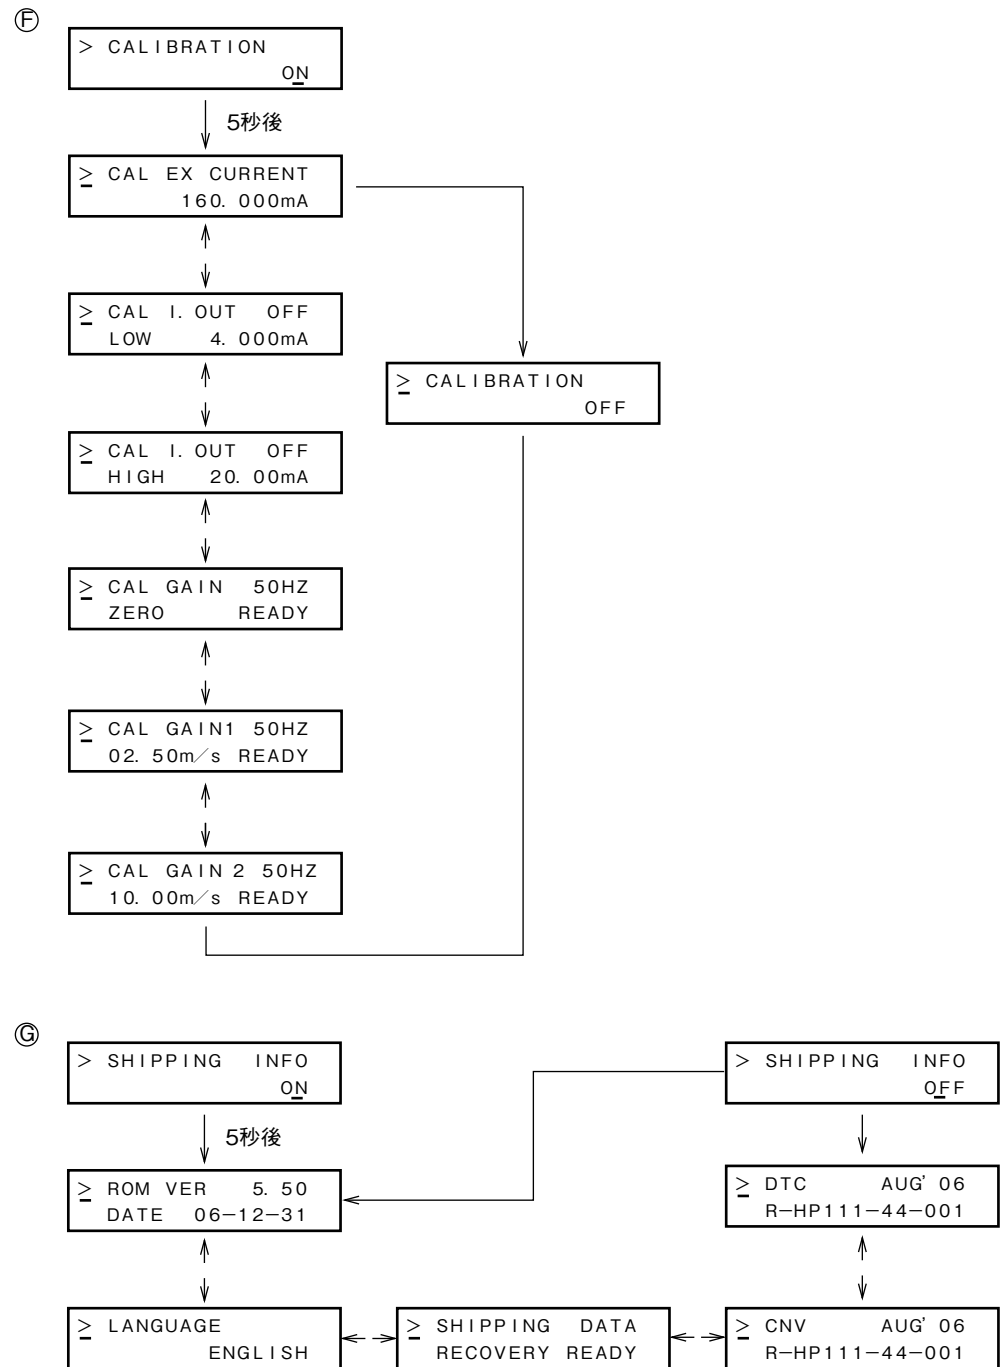 Ⓕ
> CALIBRATION
ON
5秒後
> CAL EX CURRENT
160.000mA
> CAL I.OUT OFF
LOW 4.000mA
> CALIBRATION
OFF
> CAL I.OUT OFF
HIGH 20.00mA
> CAL GAIN 50HZ
ZERO READY
> CAL GAIN1 50HZ
02.50m/s READY
> CAL GAIN2 50HZ
10.00m/s READY
Ⓖ
> SHIPPING INFO
ON
> SHIPPING INFO
OFF
5秒後
> ROM VER 5.50
DATE 06-12-31
> DTC AUG'06
R-HP111-44-001
> LANGUAGE
ENGLISH
> SHIPPING DATA
RECOVERY READY
> CNV AUG'06
R-HP111-44-001